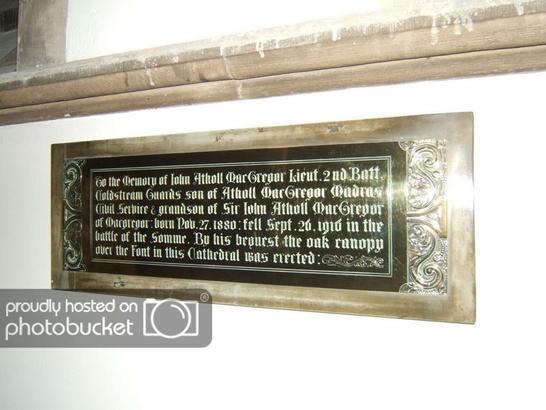 To the Memory of John Atholl MacGregor Lieut. 2nd Batt.
Coldstream Guards son of Atholl MacGregor Madras
Civil Service & grandson of Sir John Atholl MacGregor
of Macgregor: born Nov. 27. 1880: fell Sept. 26. 1916 in the
battle of the Somme. By his bequest the oak canopy
over the Font in this Cathedral was erected:
proudly hosted on
photobucket